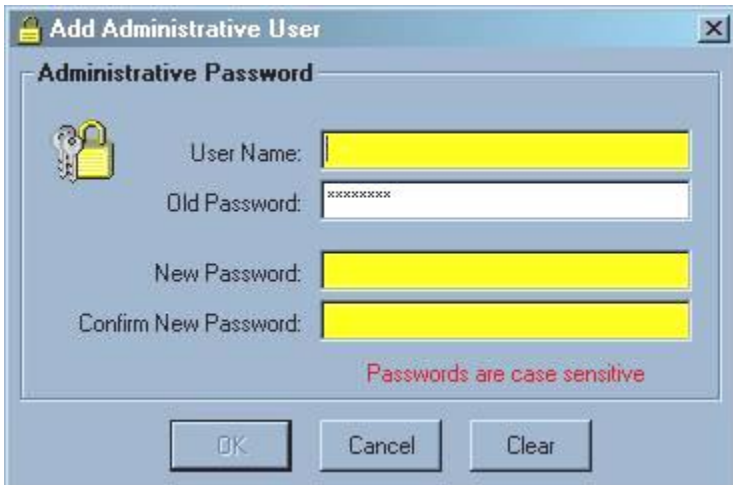 Add Administrative User
Administrative Password
User Name:
Old Password: xxxxxxxx
New Password:
Confirm New Password:
Passwords are case sensitive
OK Cancel Clear